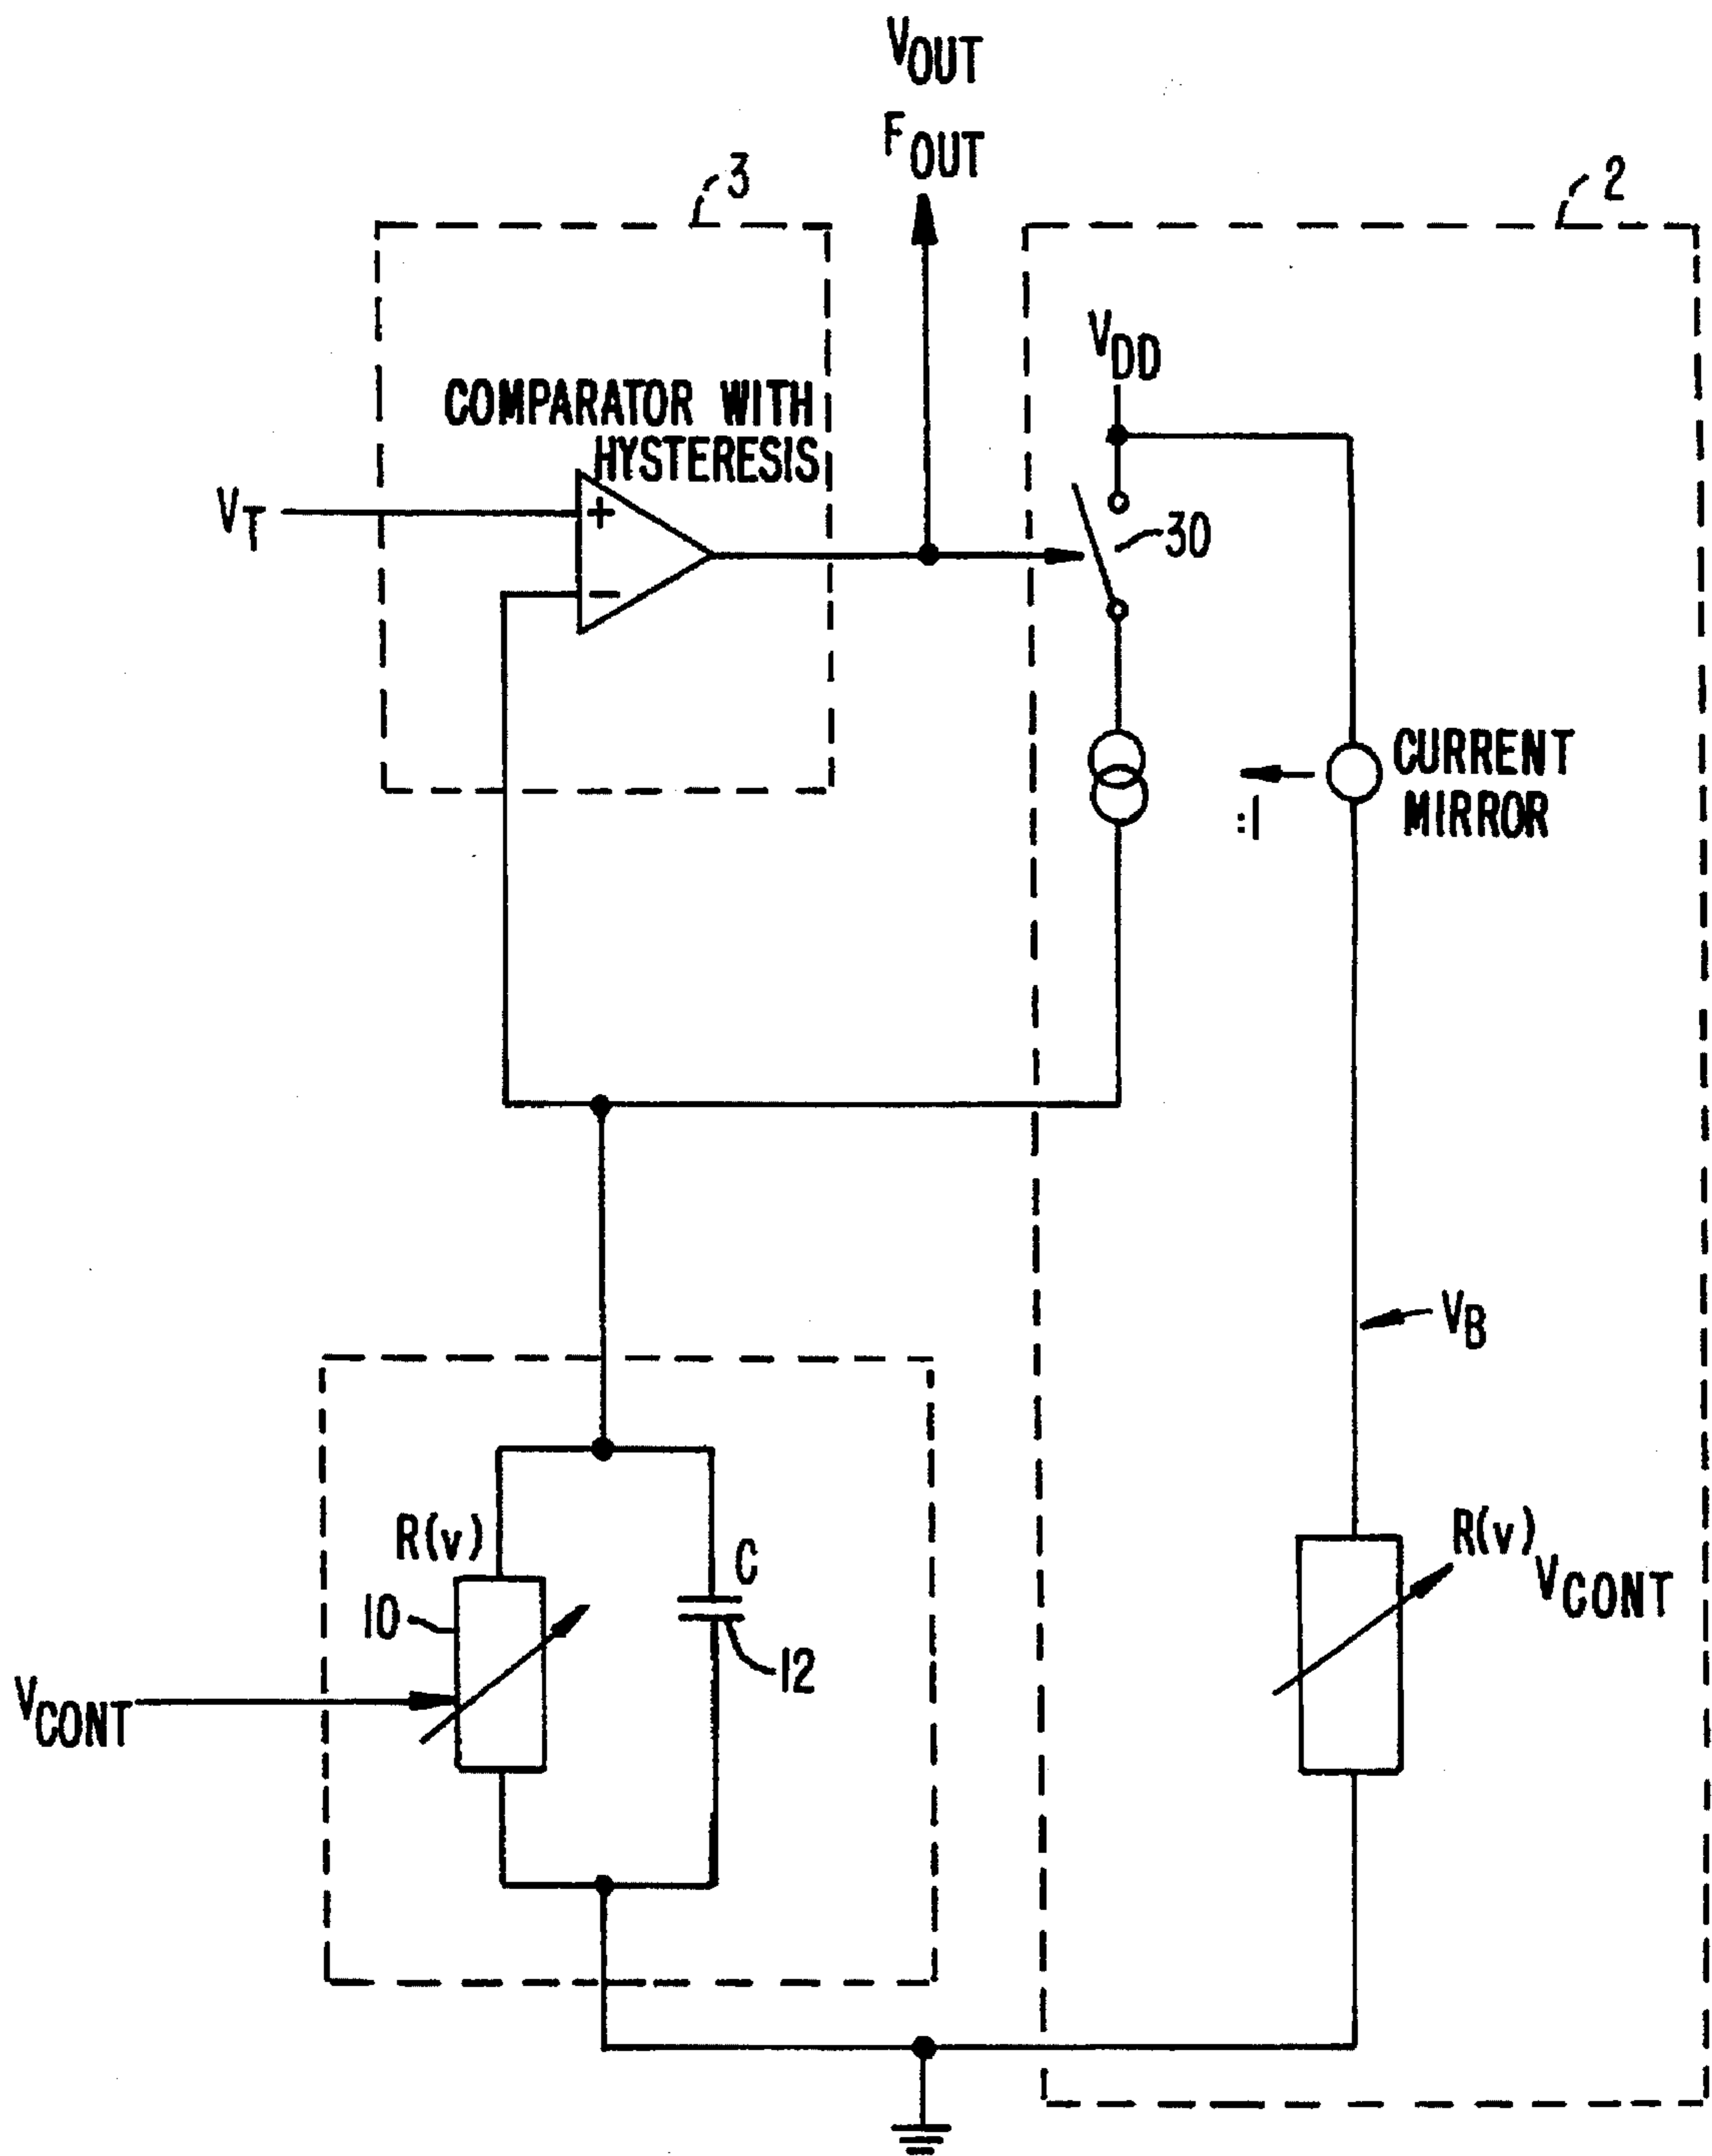 VOUT
FOUT
3
2
VDD
COMPARATOR WITH
HYSTERESIS
VT
+
30
−
CURRENT
MIRROR
:1
VB
R(v)
C
R(v)
VCONT
10
12
VCONT